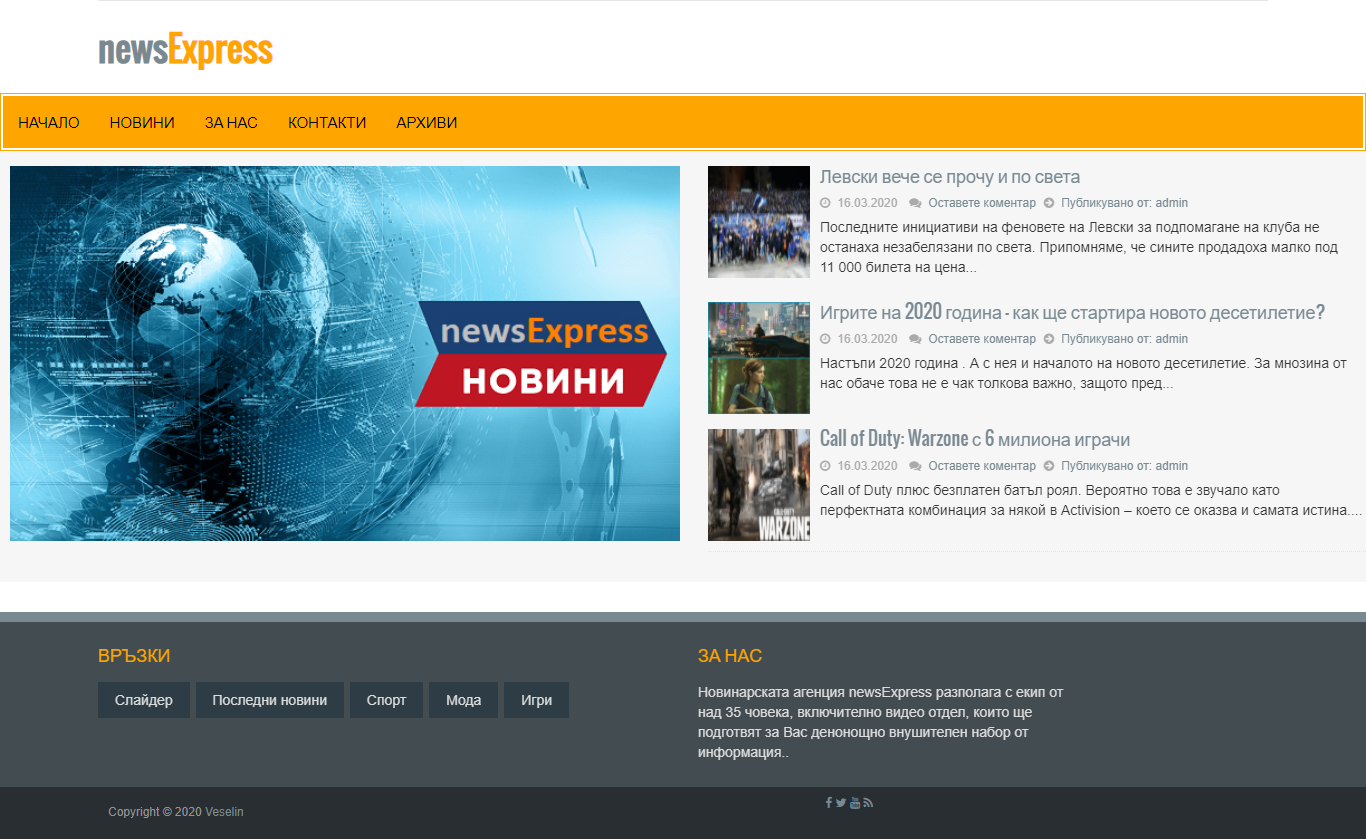 newsExpress
НАЧАЛО НОВИНИ ЗА НАС КОНТАКТИ АРХИВИ
newsExpress
НОВИНИ
Левски вече се прочу и по света
16.03.2020 Оставете коментар Публикувано от: admin
Последните инициативи на феновете на Левски за подпомагане на клуба не
останаха незабелязани по света. Припомняме, че сините продадоха малко под
11 000 билета на цена...
Игрите на 2020 година - как ще стартира новото десетилетие?
16.03.2020 Оставете коментар Публикувано от: admin
Настъпи 2020 година . А с нея и началото на новото десетилетие. За мнозина от
нас обаче това не е чак толкова важно, защото пред...
CALL OF DUTY
WARZONE
Call of Duty: Warzone с 6 милиона играчи
16.03.2020 Оставете коментар Публикувано от: admin
Call of Duty плюс безплатен батъл роял. Вероятно това е звучало като
перфектната комбинация за някой в Activision – което се оказва и самата истина....
ВРЪЗКИ
Слайдер Последни новини Спорт Мода Игри
ЗА НАС
Новинарската агенция newsExpress разполага с екип от
над 35 човека, включително видео отдел, които ще
подготвят за Вас денонощно внушителен набор от
информация..
Copyright © 2020 Veselin